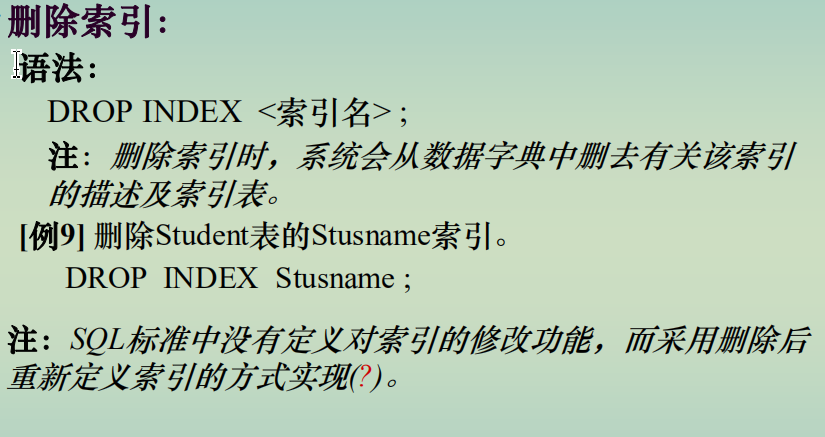 删除索引：
语法：
DROP INDEX <索引名> ;
注：删除索引时，系统会从数据字典中删去有关该索引
的描述及索引表。
[例9] 删除Student表的Stusname索引。
DROP INDEX Stusname ;
注：SQL标准中没有定义对索引的修改功能，而采用删除后
重新定义索引的方式实现(?)。